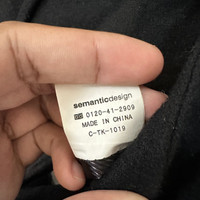 semanticdesign
0120-41-2909
MADE IN CHINA
C-TK-1019